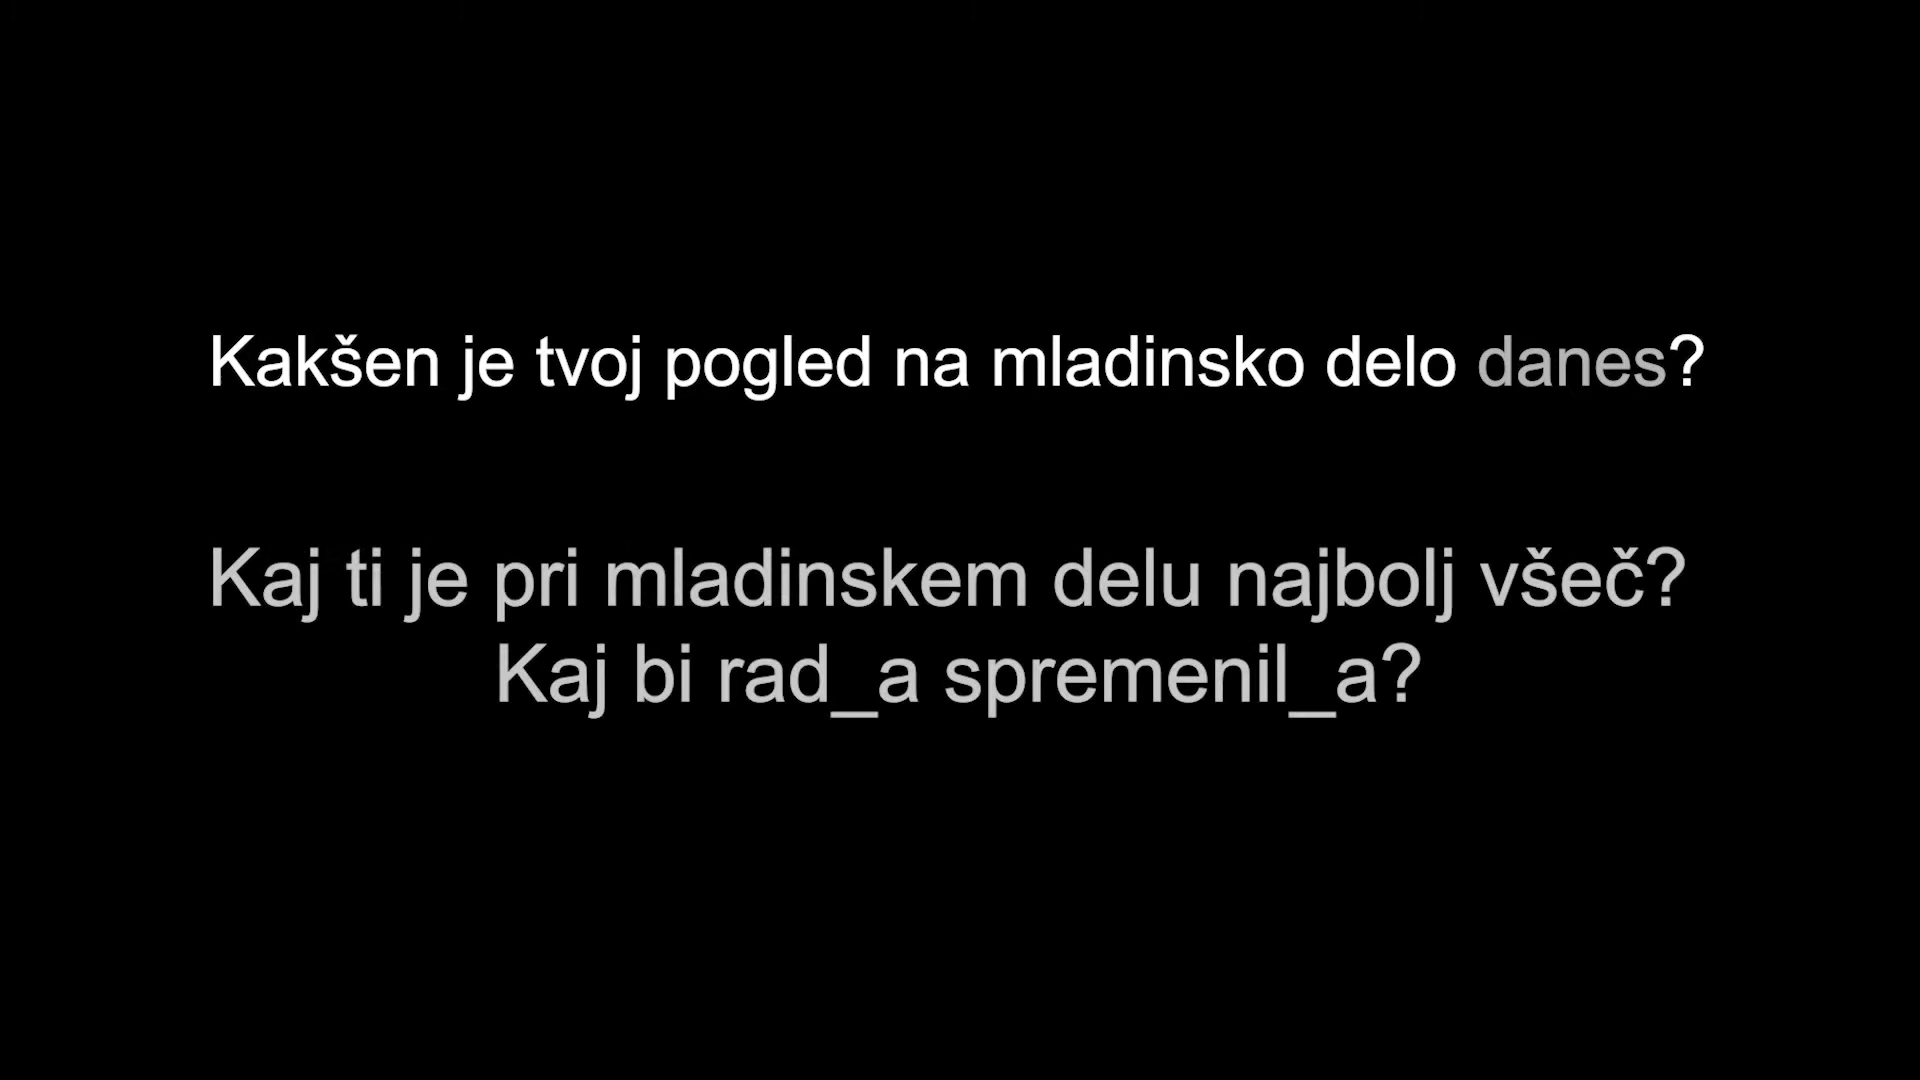 Kakšen je tvoj pogled na mladinsko delo danes?
Kaj ti je pri mladinskem delu najbolj všeč?
Kaj bi rad_a spremenil_a?